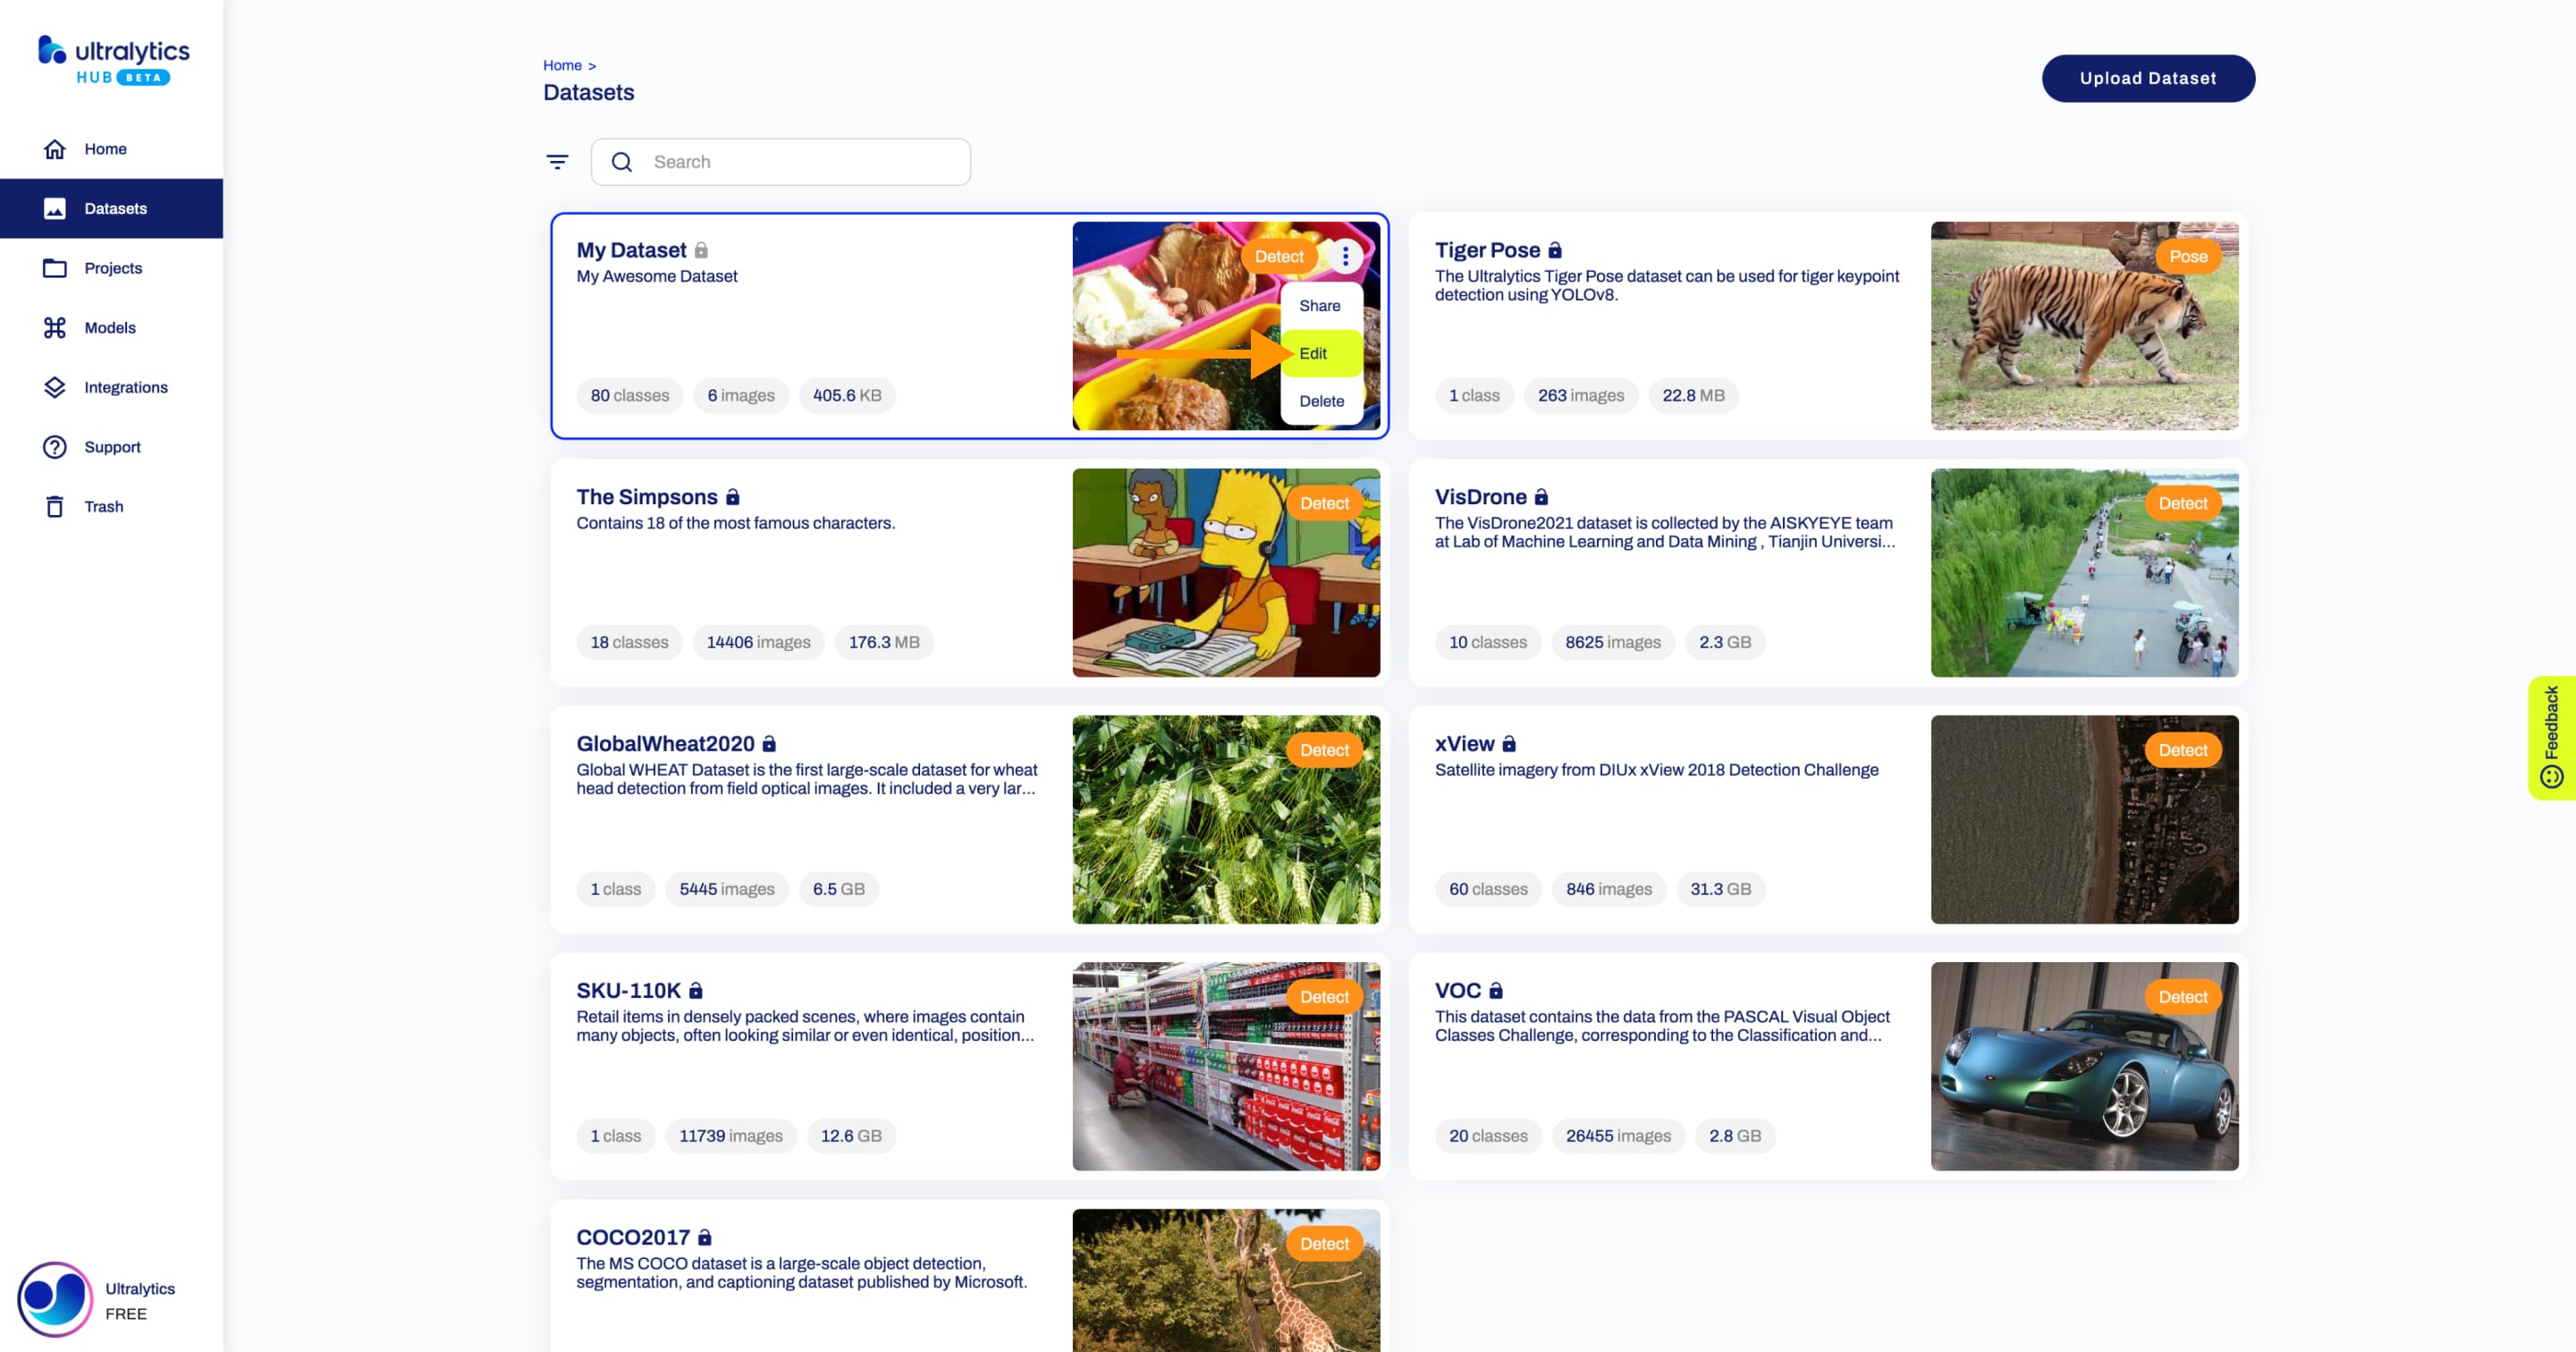 ultralytics
HUB BETA
Home
Datasets
Projects
Models
Integrations
Support
Trash
Ultralytics
FREE
Home >
Datasets
Upload Dataset
Search
My Dataset
My Awesome Dataset
80 classes 6 images 405.6 KB
Detect
Share
Edit
Delete
Tiger Pose
The Ultralytics Tiger Pose dataset can be used for tiger keypoint
detection using YOLOv8.
1 class 263 images 22.8 MB
Pose
The Simpsons
Contains 18 of the most famous characters.
18 classes 14406 images 176.3 MB
Detect
VisDrone
The VisDrone2021 dataset is collected by the AISKYEYE team
at Lab of Machine Learning and Data Mining , Tianjin Universi...
10 classes 8625 images 2.3 GB
Detect
GlobalWheat2020
Global WHEAT Dataset is the first large-scale dataset for wheat
head detection from field optical images. It included a very lar...
1 class 5445 images 6.5 GB
Detect
xView
Satellite imagery from DIUx xView 2018 Detection Challenge
60 classes 846 images 31.3 GB
Detect
SKU-110K
Retail items in densely packed scenes, where images contain
many objects, often looking similar or even identical, position...
1 class 11739 images 12.6 GB
Detect
VOC
This dataset contains the data from the PASCAL Visual Object
Classes Challenge, corresponding to the Classification and...
20 classes 26455 images 2.8 GB
Detect
COCO2017
The MS COCO dataset is a large-scale object detection,
segmentation, and captioning dataset published by Microsoft.
Detect
Feedback